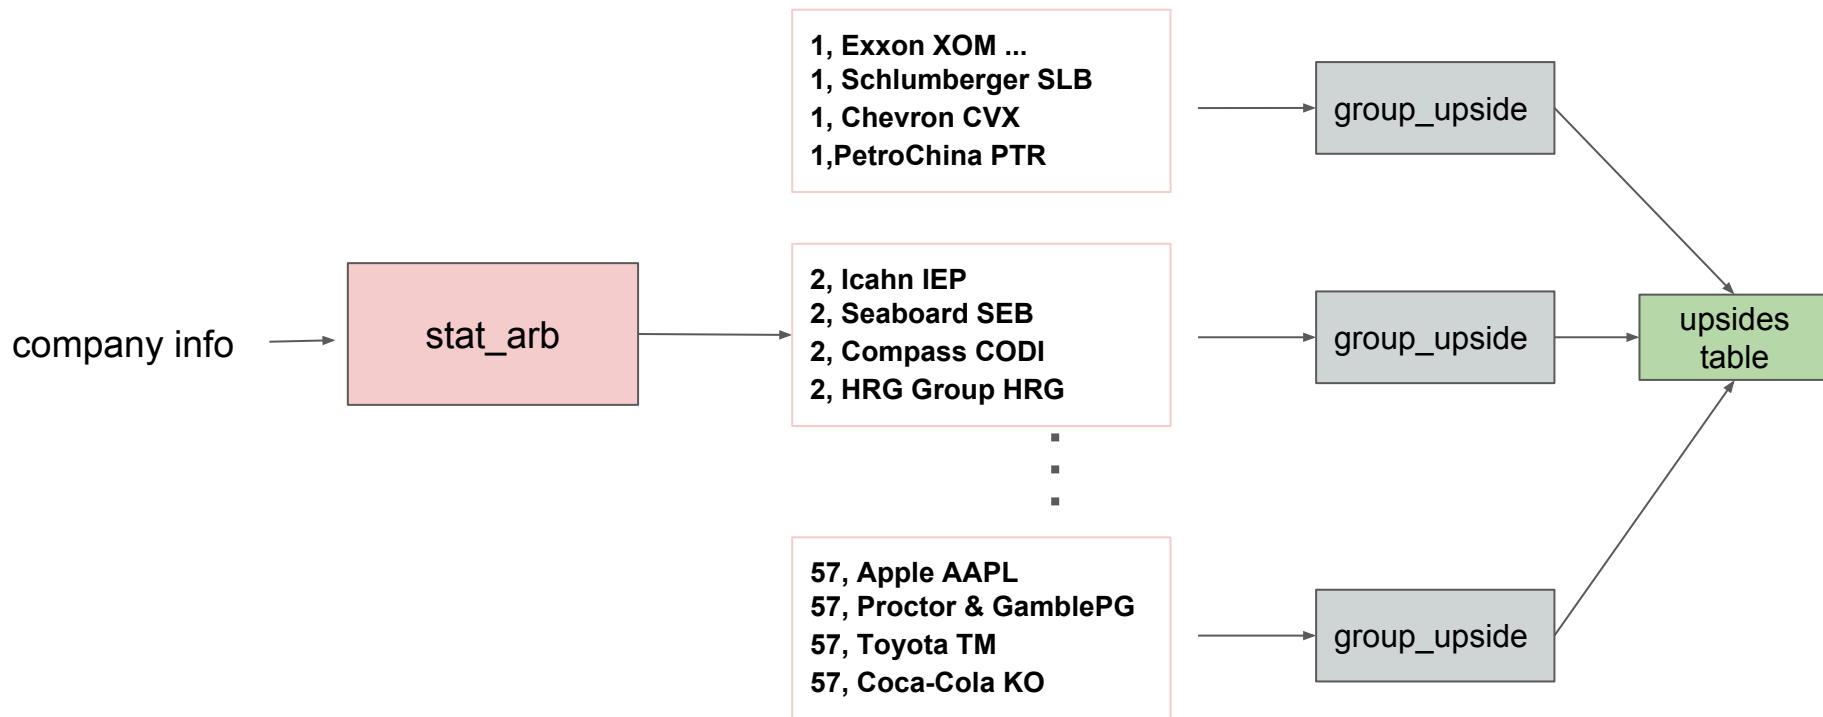 1, Exxon XOM ...
1, Schlumberger SLB
1, Chevron CVX
1,PetroChina PTR
group_upside
company info
stat_arb
2, Icahn IEP
2, Seaboard SEB
2, Compass CODI
2, HRG Group HRG
group_upside
upsides
table
57, Apple AAPL
57, Proctor & GamblePG
57, Toyota TM
57, Coca-Cola KO
group_upside